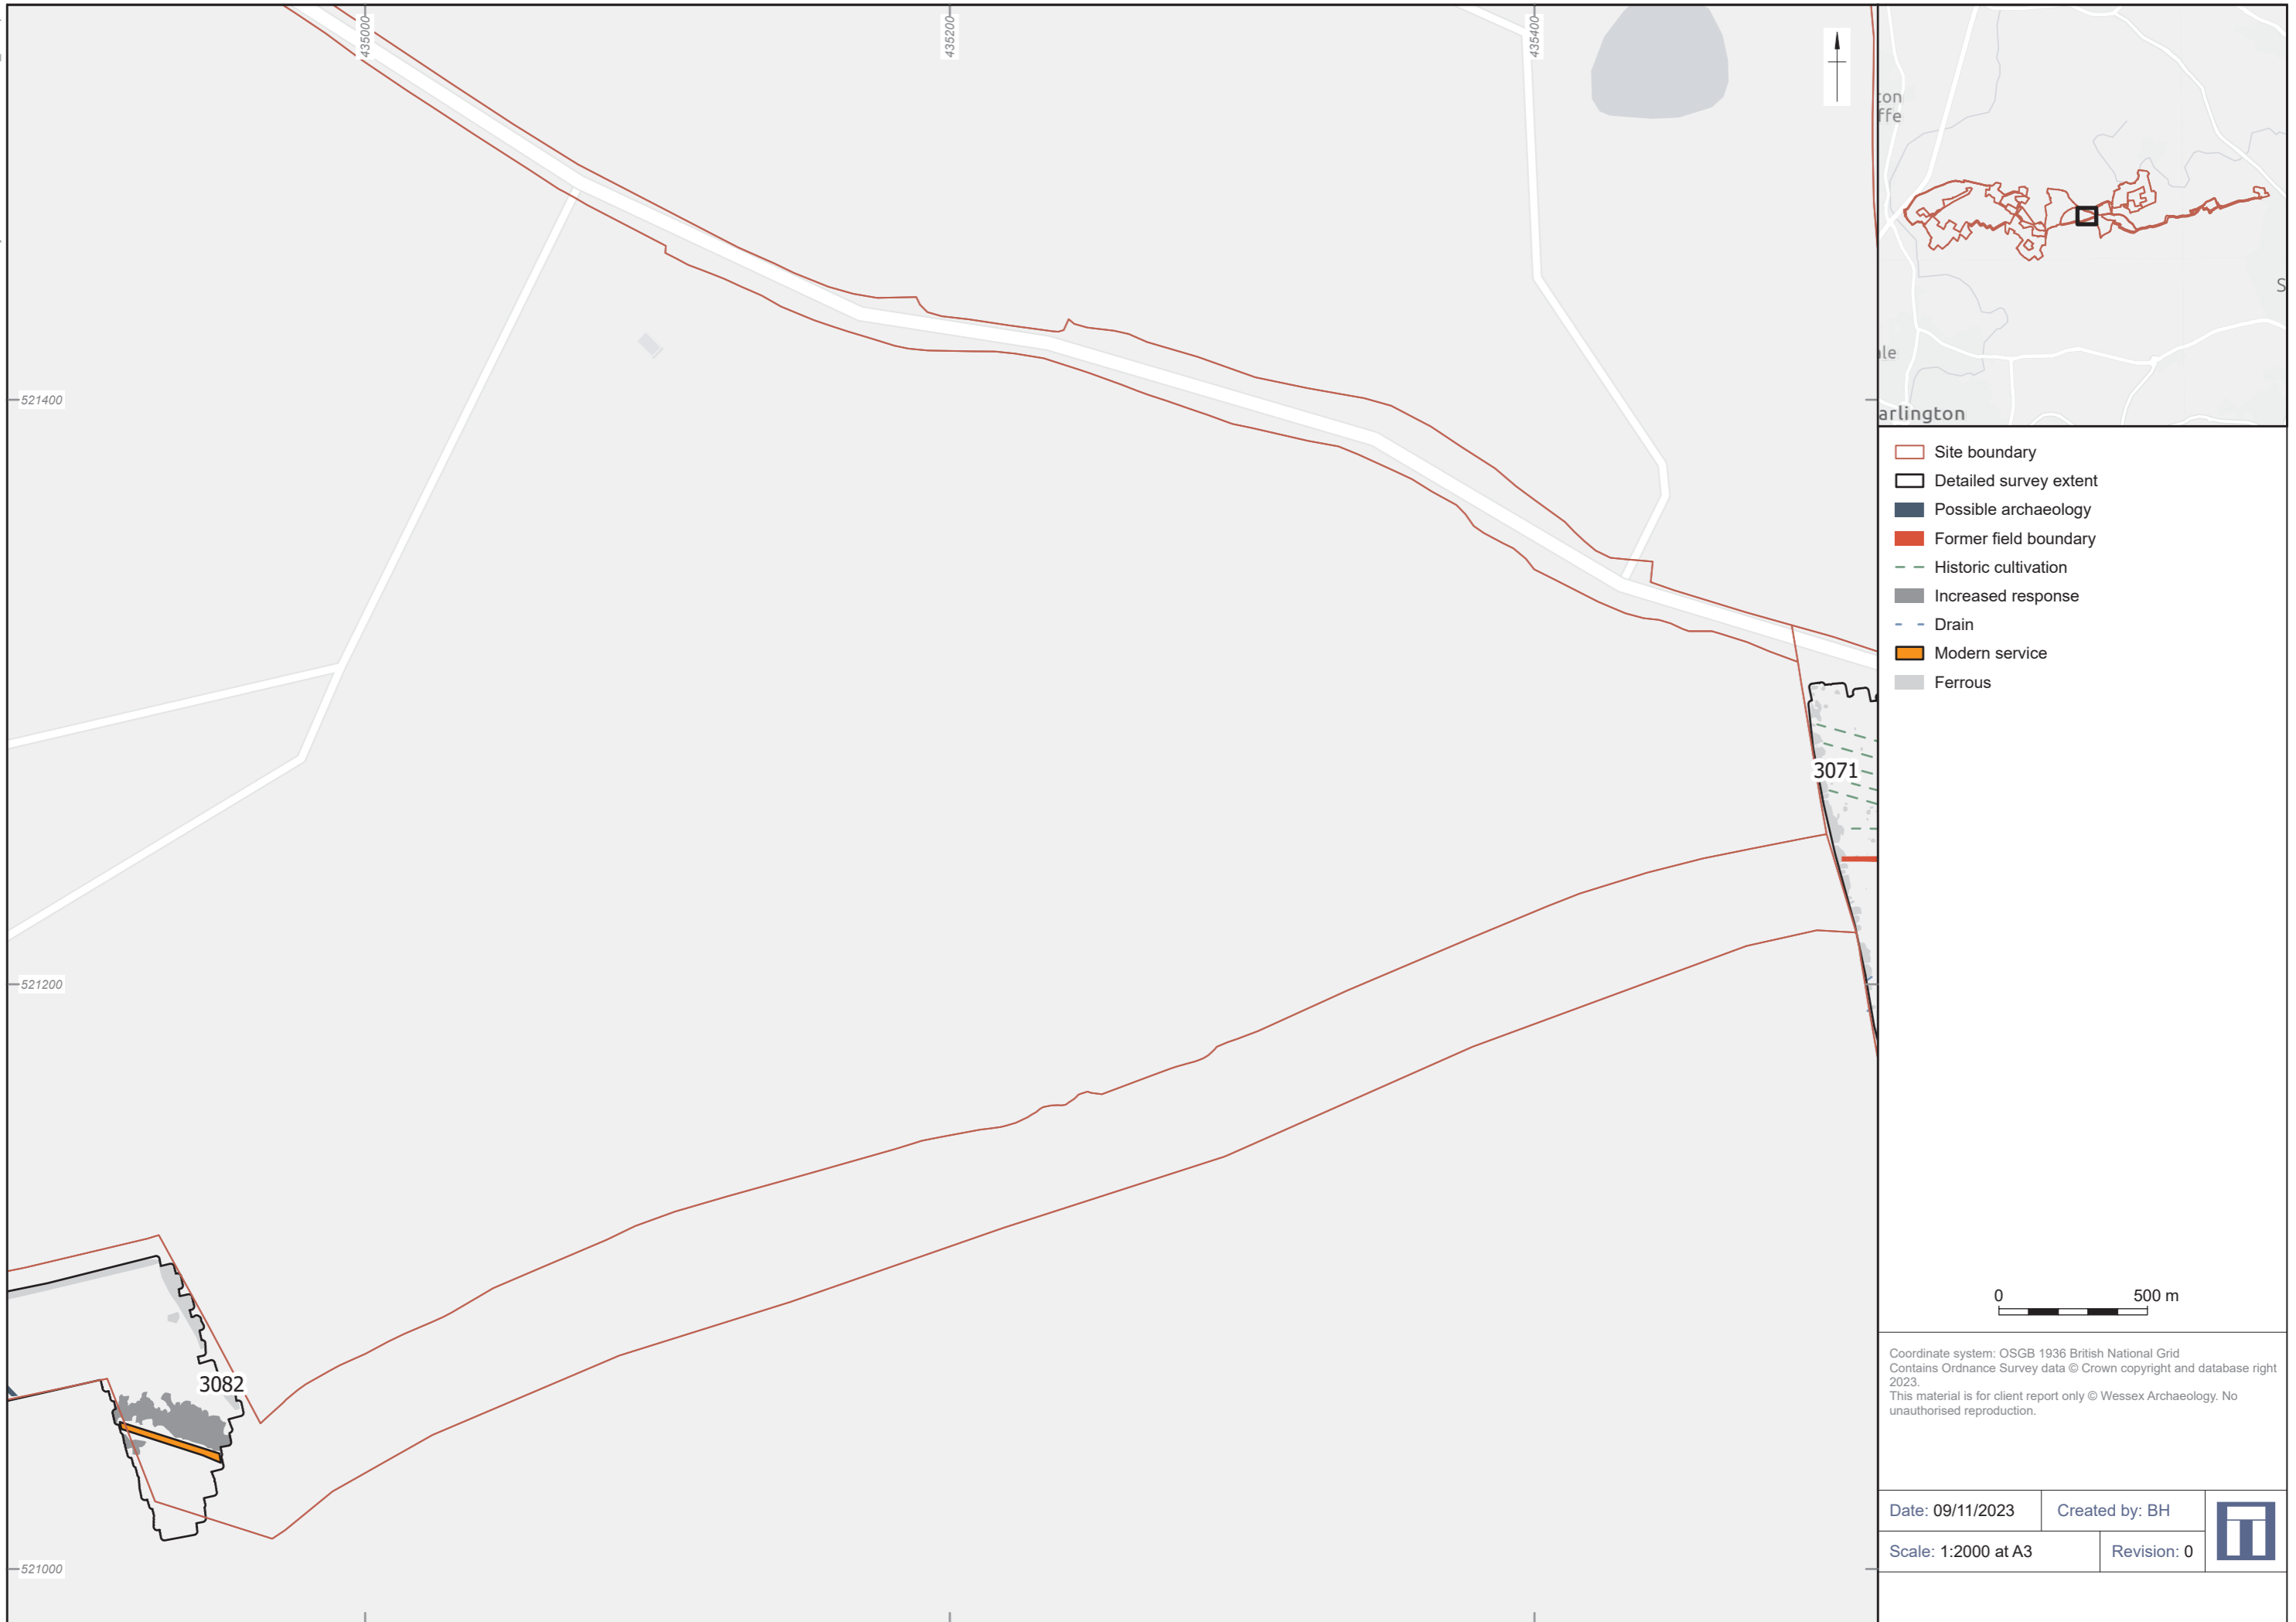 435000
435200
435400
521400
521200
521000
3071
3082
ton
ffe
ale
arlington
S
Site boundary
Detailed survey extent
Possible archaeology
Former field boundary
Historic cultivation
Increased response
Drain
Modern service
Ferrous
0 500 m
Coordinate system: OSGB 1936 British National Grid
Contains Ordnance Survey data © Crown copyright and database right
2023.
This material is for client report only © Wessex Archaeology. No
unauthorised reproduction.
Date: 09/11/2023 Created by: BH
Scale: 1:2000 at A3 Revision: 0